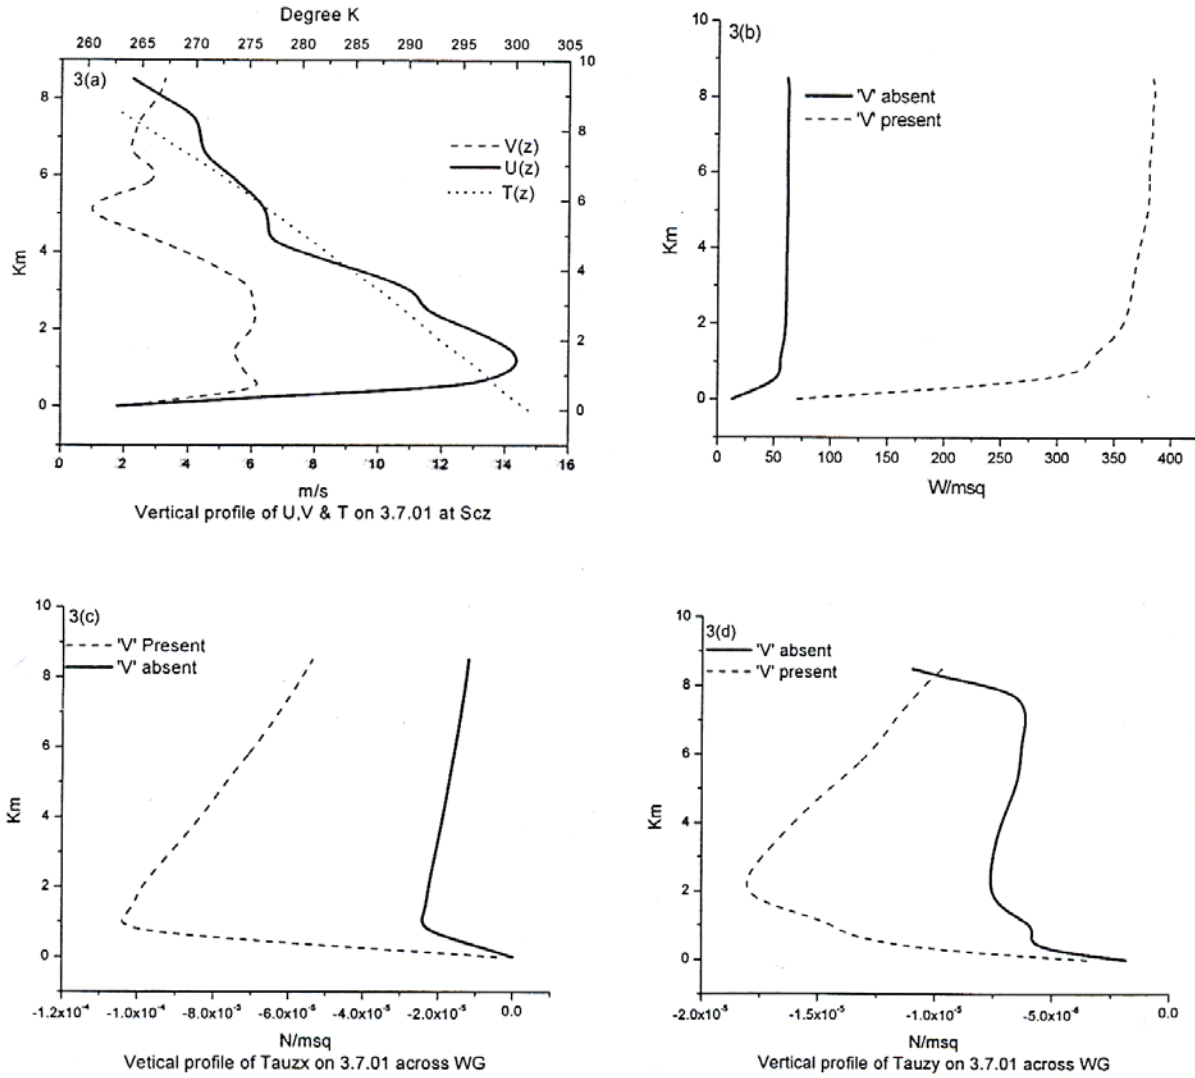 Degree K
260 265 270 275 280 285 290 295 300 305
3(a)
V(z)
U(z)
T(z)
8
6
4
2
0
Km
10
8
6
4
2
0
0 2 4 6 8 10 12 14 16
m/s
Vertical profile of U,V & T on 3.7.01 at Scz
3(b)
'V' absent
'V' present
10
8
6
4
2
0
Km
0 50 100 150 200 250 300 350 400
W/msq
3(c)
'V' Present
'V' absent
10
8
6
4
2
0
Km
-1.2x10⁻⁴ -1.0x10⁻⁴ -8.0x10⁻⁵ -6.0x10⁻⁵ -4.0x10⁻⁵ -2.0x10⁻⁵ 0.0
N/msq
Vetical profile of Tauzx on 3.7.01 across WG
3(d)
'V' absent
'V' present
10
8
6
4
2
0
Km
-2.0x10⁻⁵ -1.5x10⁻⁵ -1.0x10⁻⁵ 0.0
N/msq
Vertical profile of Tauzy on 3.7.01 across WG